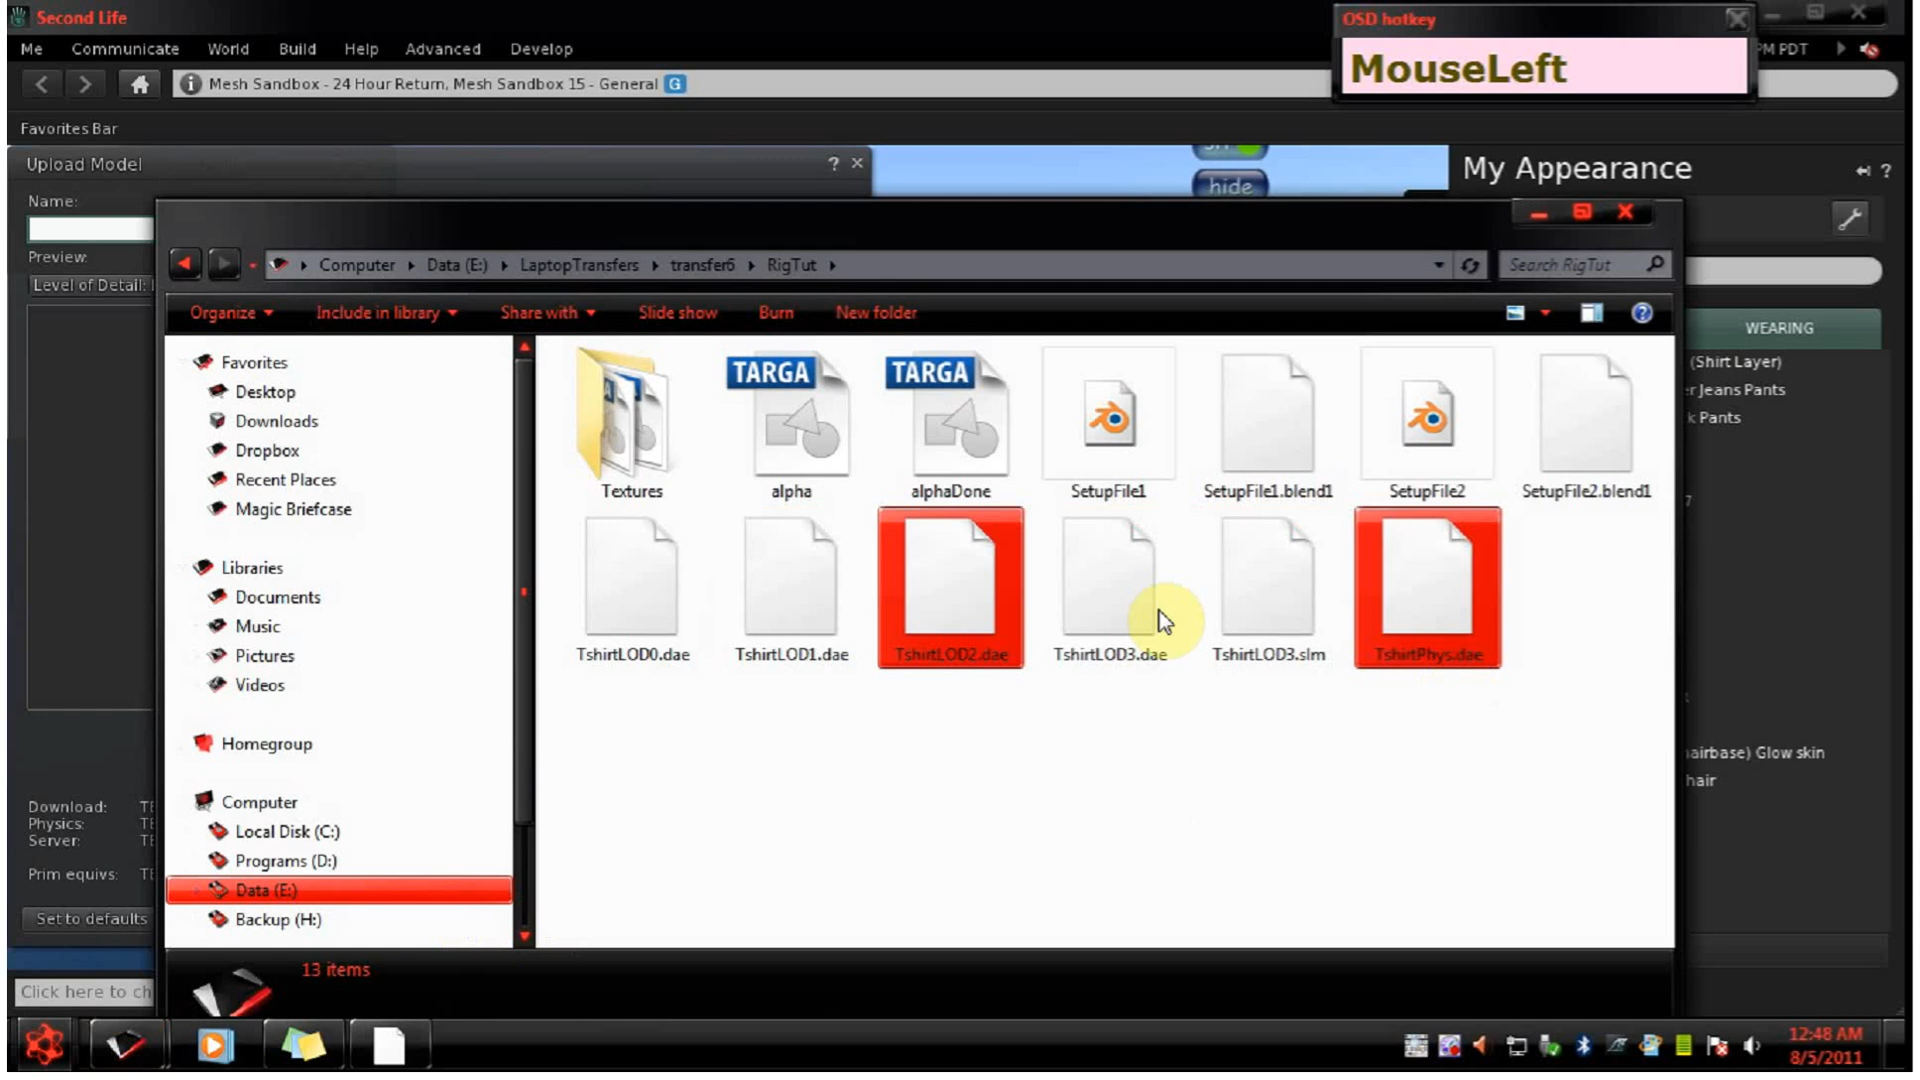 Second Life
OSD hotkey
MouseLeft
Me Communicate World Build Help Advanced Develop
PM PDT
Mesh Sandbox - 24 Hour Return, Mesh Sandbox 15 - General G
Favorites Bar
Upload Model
? ×
hide
My Appearance
?
Name:
Preview:
Level of Detail:
Computer Data (E:) LaptopTransfers transfer6 RigTut
Search RigTut
Organize Include in library Share with Slide show Burn New folder
WEARING
(Shirt Layer)
er Jeans Pants
k Pants
airbase) Glow skin
hair
Favorites
Desktop
Downloads
Dropbox
Recent Places
Magic Briefcase
Libraries
Documents
Music
Pictures
Videos
Homegroup
Computer
Local Disk (C:)
Programs (D:)
Data (E:)
Backup (H:)
TARGA TARGA
Textures alpha alphaDone SetupFile1 SetupFile1.blend1 SetupFile2 SetupFile2.blend1
TshirtLOD0.dae TshirtLOD1.dae TshirtLOD2.dae TshirtLOD3.dae TshirtLOD3.slm TshirtPhys.dae
Download:
Physics:
Server:
Prim equivs:
Set to defaults
13 items
Click here to ch
12:48 AM
8/5/2011